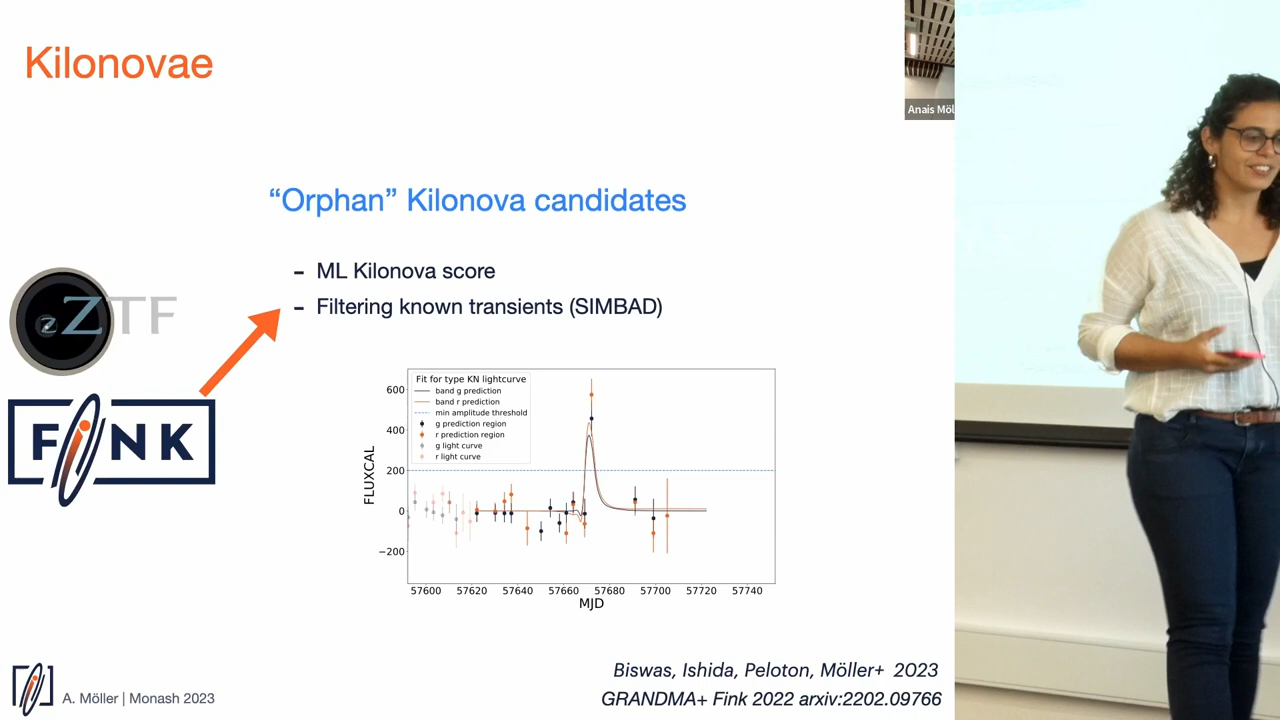 Kilonovae
Anais Möl
“Orphan” Kilonova candidates
- ML Kilonova score
- Filtering known transients (SIMBAD)
zZTF
FINK
Fit for type KN lightcurve
band g prediction
band r prediction
min amplitude threshold
g prediction region
r prediction region
g light curve
r light curve
600
400
200
0
−200
FLUXCAL
57600 57620 57640 57660 57680 57700 57720 57740
MJD
Biswas, Ishida, Peloton, Möller+ 2023
GRANDMA+ Fink 2022 arxiv:2202.09766
A. Möller | Monash 2023